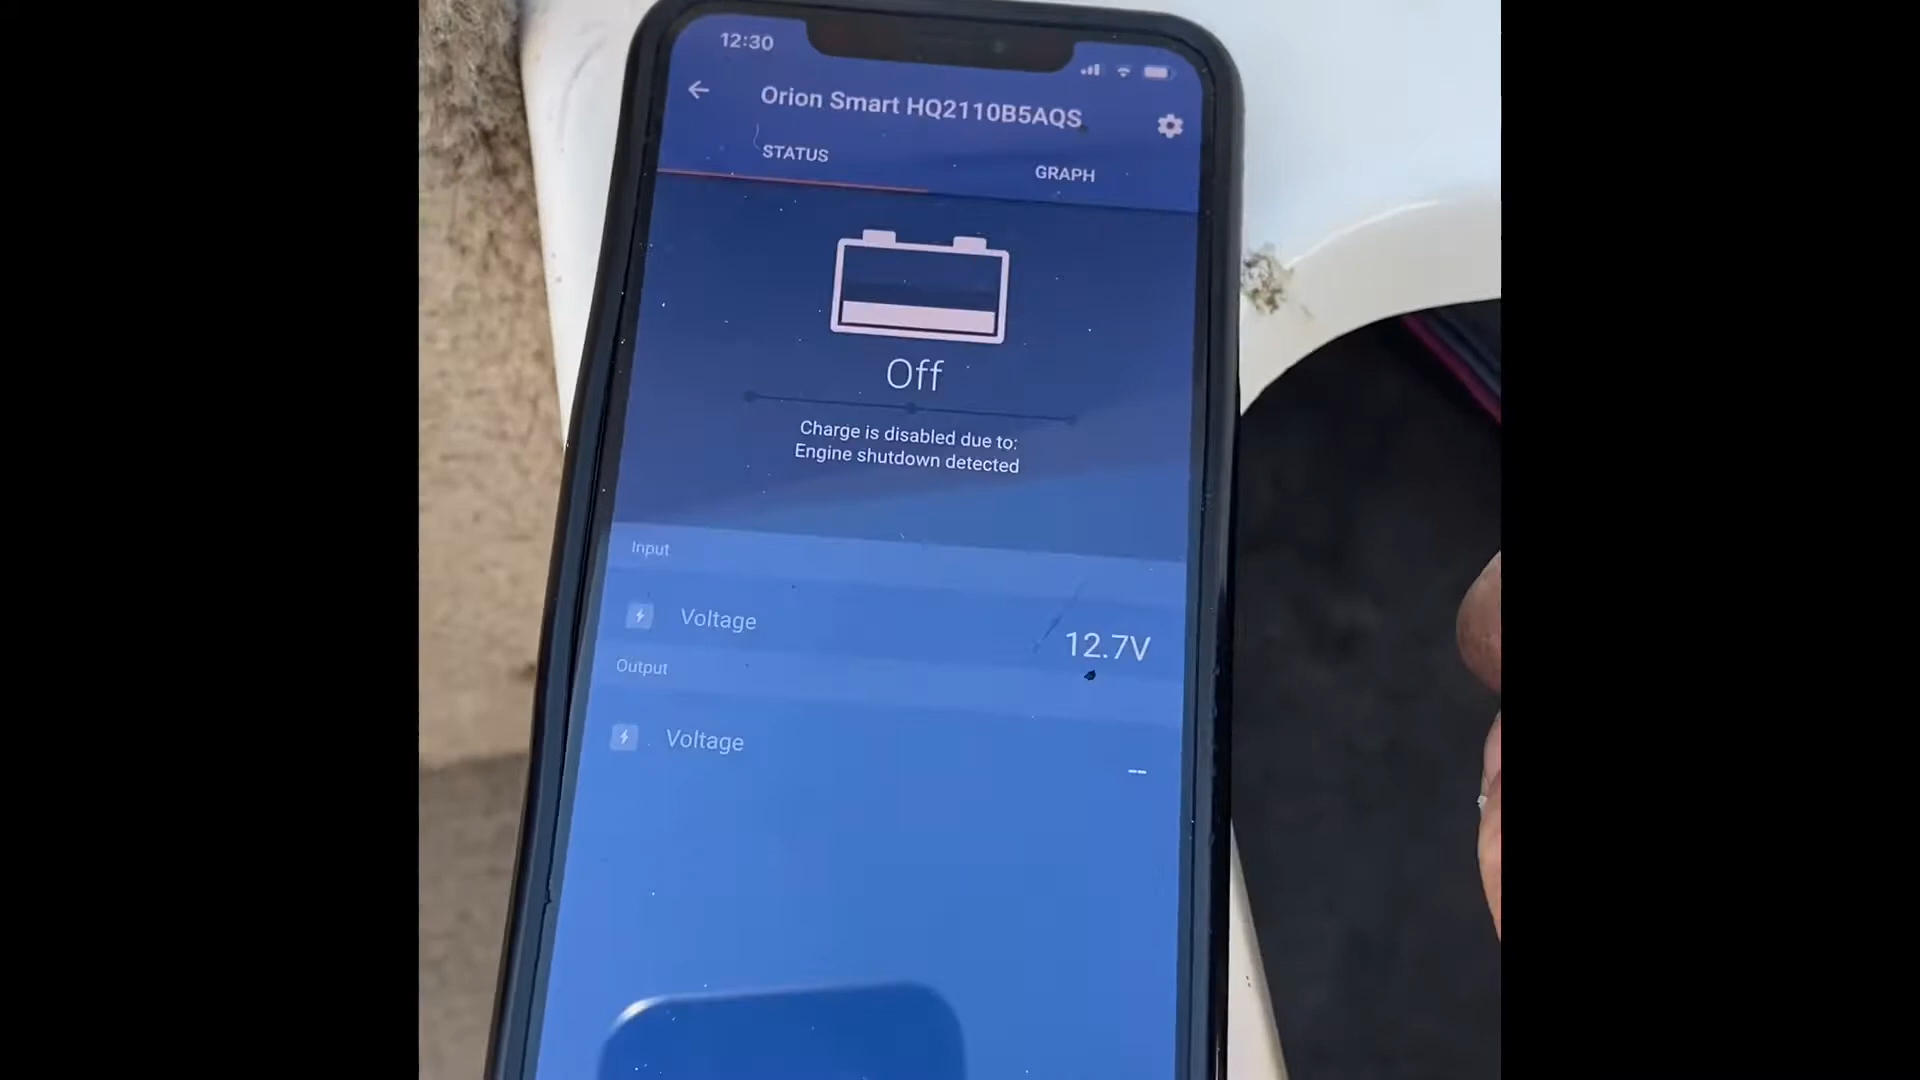 12:30
Orion Smart HQ2110B5AQS
STATUS
GRAPH
Off
Charge is disabled due to:
Engine shutdown detected
Input
Voltage
12.7V
Output
Voltage
--